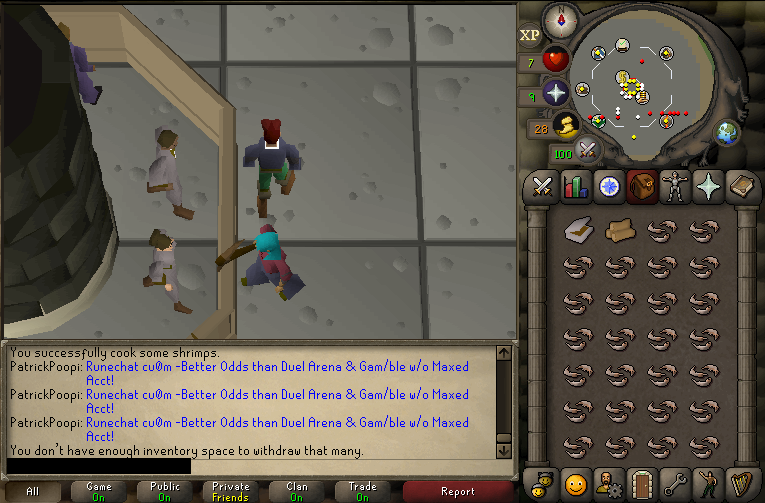 N
XP
7
9
28
100
You successfully cook some shrimps.
PatrickPoopi: Runechat cu0m -Better Odds than Duel Arena & Gam/ble w/o Maxed
Acct!
PatrickPoopi: Runechat cu0m -Better Odds than Duel Arena & Gam/ble w/o Maxed
Acct!
PatrickPoopi: Runechat cu0m -Better Odds than Duel Arena & Gam/ble w/o Maxed
Acct!
You don't have enough inventory space to withdraw that many.
All
Game
On
Public
On
Private
Friends
Clan
On
Trade
On
Report